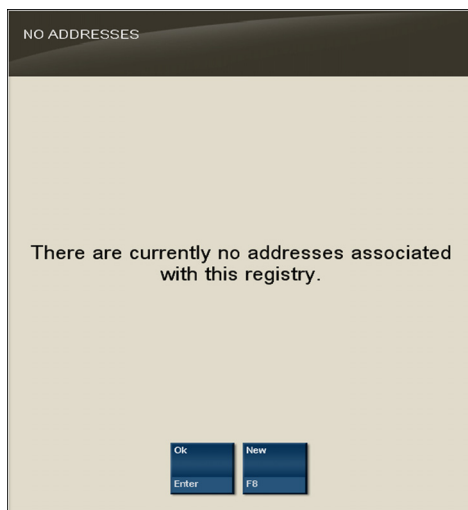 NO ADDRESSES
There are currently no addresses associated
with this registry.
Ok
Enter
New
F8